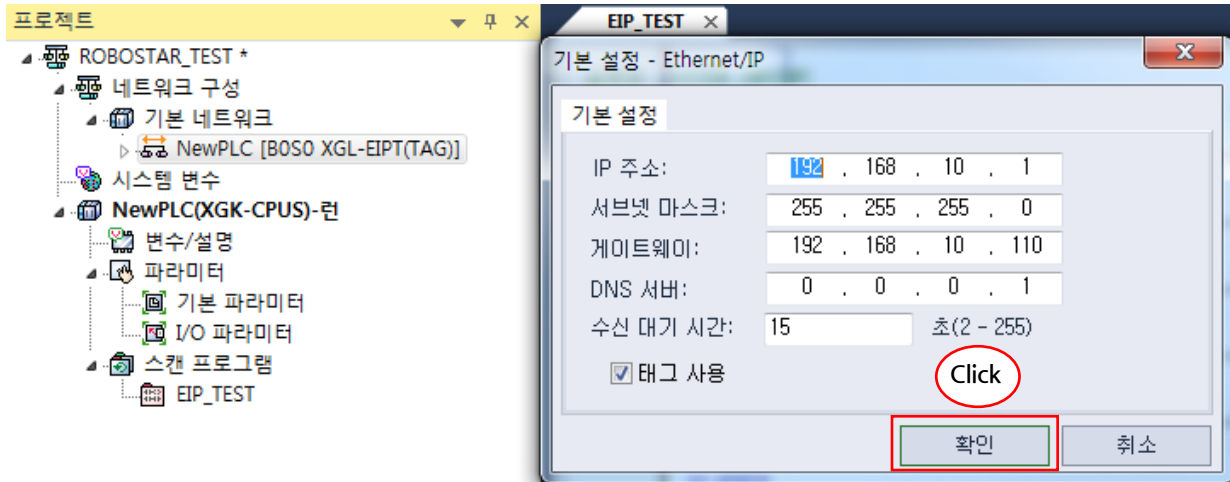 프로젝트
ROBOSTAR_TEST *
네트워크 구성
기본 네트워크
NewPLC [B0S0 XGL-EIPT(TAG)]
시스템 변수
NewPLC(XGK-CPUS)-런
변수/설명
파라미터
기본 파라미터
I/O 파라미터
스캔 프로그램
EIP_TEST
EIP_TEST
기본 설정 - Ethernet/IP
기본 설정
IP 주소: 192 . 168 . 10 . 1
서브넷 마스크: 255 . 255 . 255 . 0
게이트웨이: 192 . 168 . 10 . 110
DNS 서버: 0 . 0 . 0 . 1
수신 대기 시간: 15 초(2 - 255)
태그 사용
Click
확인 취소